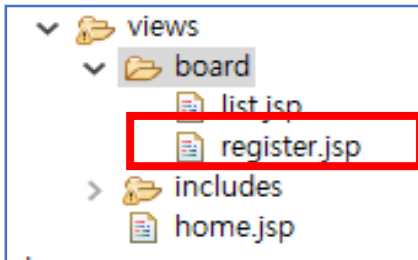 views
board
list.jsp
register.jsp
includes
home.jsp